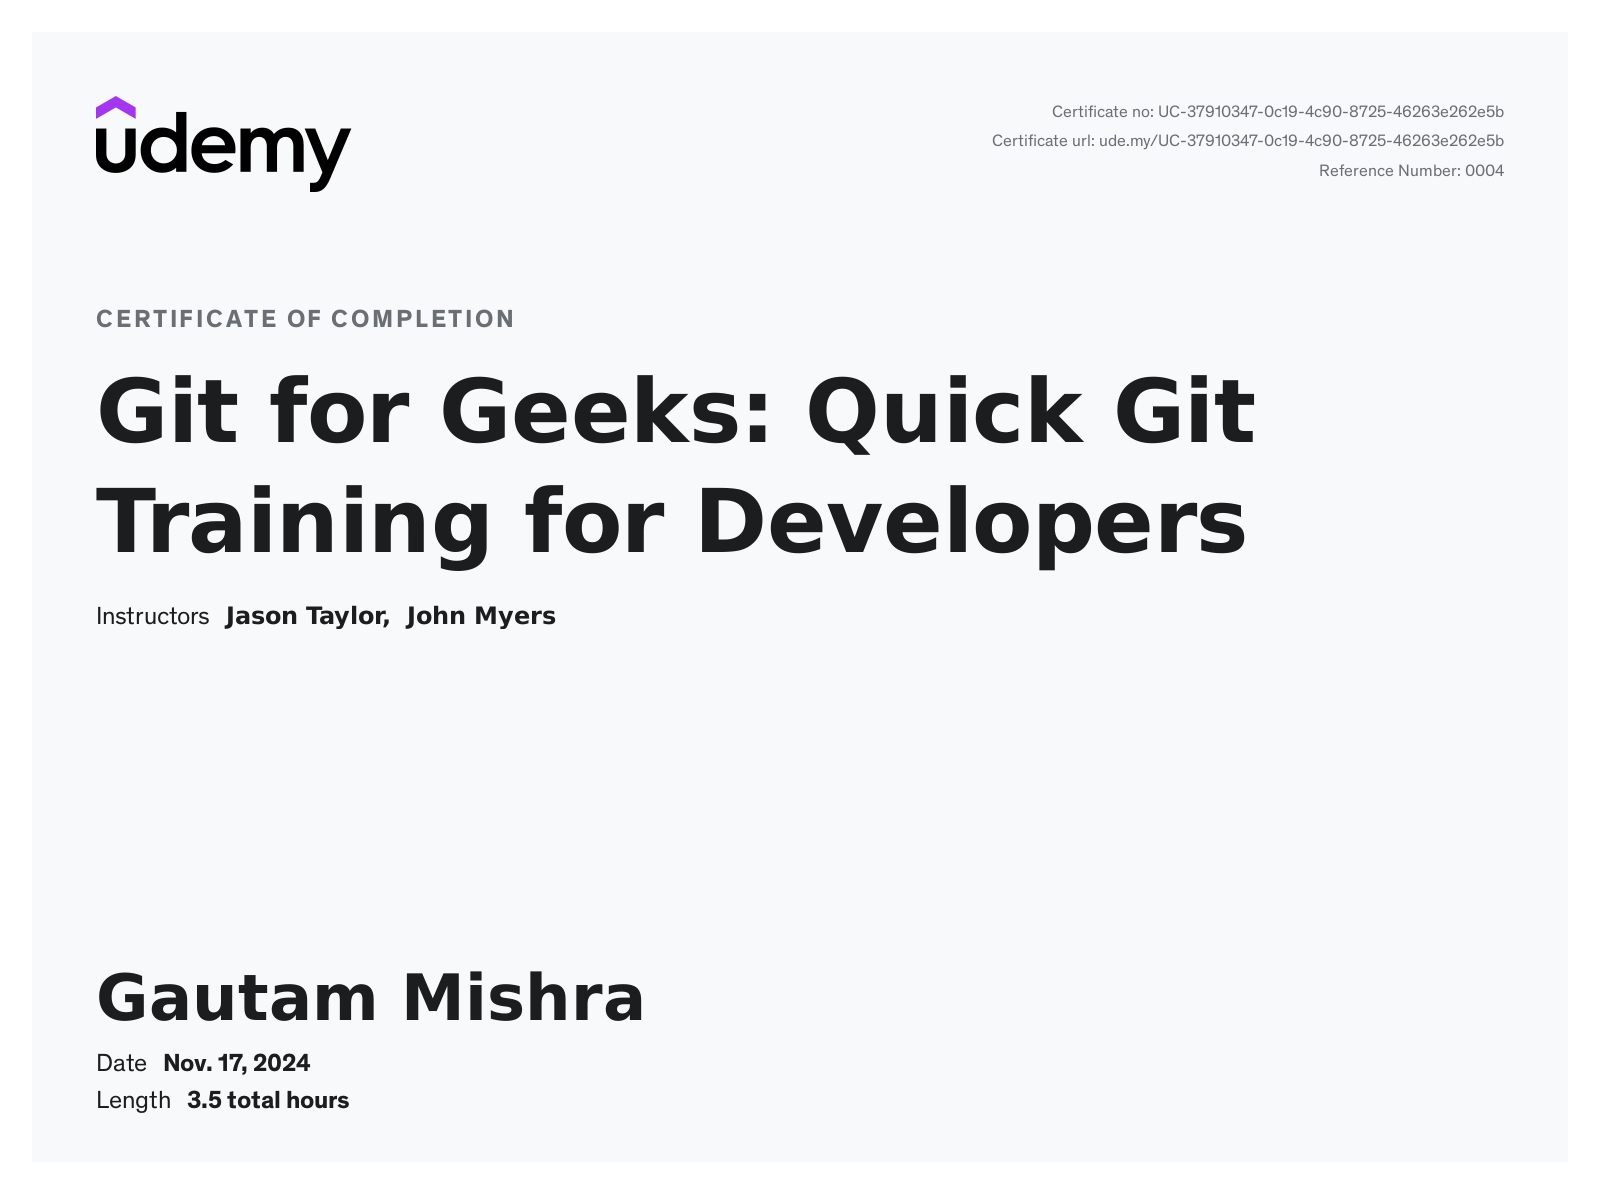 udemy
Certificate no: UC-37910347-0c19-4c90-8725-46263e262e5b
Certificate url: ude.my/UC-37910347-0c19-4c90-8725-46263e262e5b
Reference Number: 0004
CERTIFICATE OF COMPLETION
Git for Geeks: Quick Git
Training for Developers
Instructors Jason Taylor, John Myers
Gautam Mishra
Date Nov. 17, 2024
Length 3.5 total hours